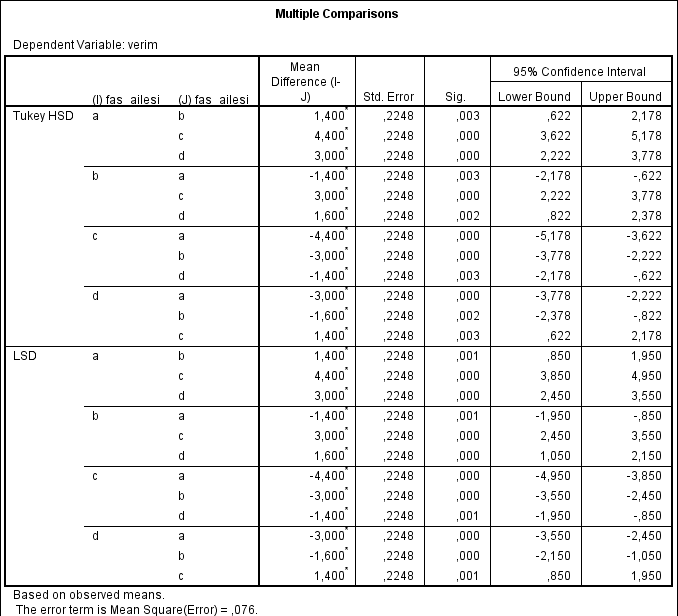 Multiple Comparisons
Dependent Variable: verim
(I) fas_ailesi (J) fas_ailesi Mean Difference (I-J) Std. Error Sig. 95% Confidence Interval
Lower Bound Upper Bound
Tukey HSD a b 1,400* ,2248 ,003 ,622 2,178
c 4,400* ,2248 ,000 3,622 5,178
d 3,000* ,2248 ,000 2,222 3,778
b a -1,400* ,2248 ,003 -2,178 -,622
c 3,000* ,2248 ,000 2,222 3,778
d 1,600* ,2248 ,002 ,822 2,378
c a -4,400* ,2248 ,000 -5,178 -3,622
b -3,000* ,2248 ,000 -3,778 -2,222
d -1,400* ,2248 ,003 -2,178 -,622
d a -3,000* ,2248 ,000 -3,778 -2,222
b -1,600* ,2248 ,002 -2,378 -,822
c 1,400* ,2248 ,003 ,622 2,178
LSD a b 1,400* ,2248 ,001 ,850 1,950
c 4,400* ,2248 ,000 3,850 4,950
d 3,000* ,2248 ,000 2,450 3,550
b a -1,400* ,2248 ,001 -1,950 -,850
c 3,000* ,2248 ,000 2,450 3,550
d 1,600* ,2248 ,000 1,050 2,150
c a -4,400* ,2248 ,000 -4,950 -3,850
b -3,000* ,2248 ,000 -3,550 -2,450
d -1,400* ,2248 ,001 -1,950 -,850
d a -3,000* ,2248 ,000 -3,550 -2,450
b -1,600* ,2248 ,000 -2,150 -1,050
c 1,400* ,2248 ,001 ,850 1,950
Based on observed means.
The error term is Mean Square(Error) = ,076.